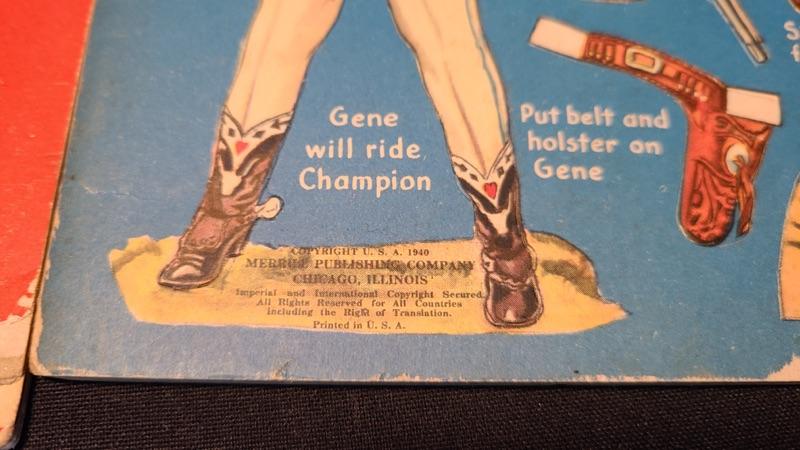 Gene
will ride
Champion
Put belt and
holster on
Gene
COPYRIGHT U. S. A. 1940
MERRILL PUBLISHING COMPANY
CHICAGO, ILLINOIS
Imperial and International Copyright Secured
All Rights Reserved for All Countries
including the Right of Translation.
Printed in U. S. A.